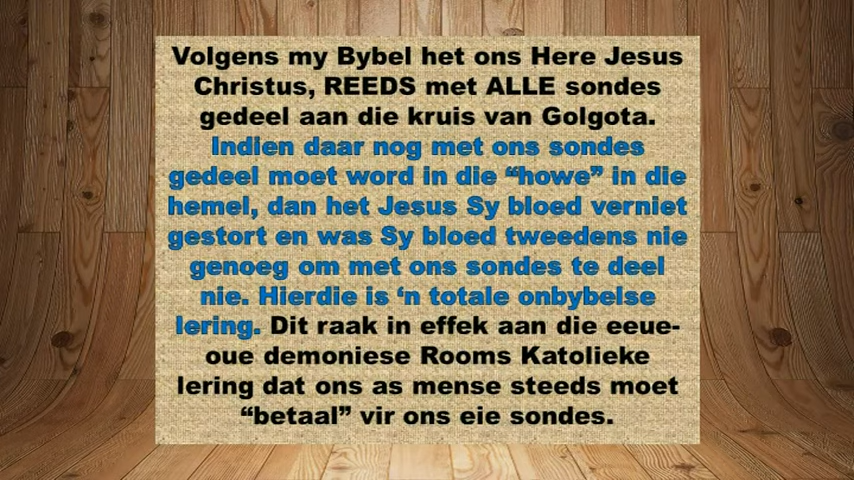 Volgens my Bybel het ons Here Jesus
Christus, REEDS met ALLE sondes
gedeel aan die kruis van Golgota.
Indien daar nog met ons sondes
gedeel moet word in die “howe” in die
hemel, dan het Jesus Sy bloed verniet
gestort en was Sy bloed tweedens nie
genoeg om met ons sondes te deel
nie. Hierdie is ‘n totale onbybelse
lering. Dit raak in effek aan die eeue-
oue demoniese Rooms Katolieke
lering dat ons as mense steeds moet
“betaal” vir ons eie sondes.